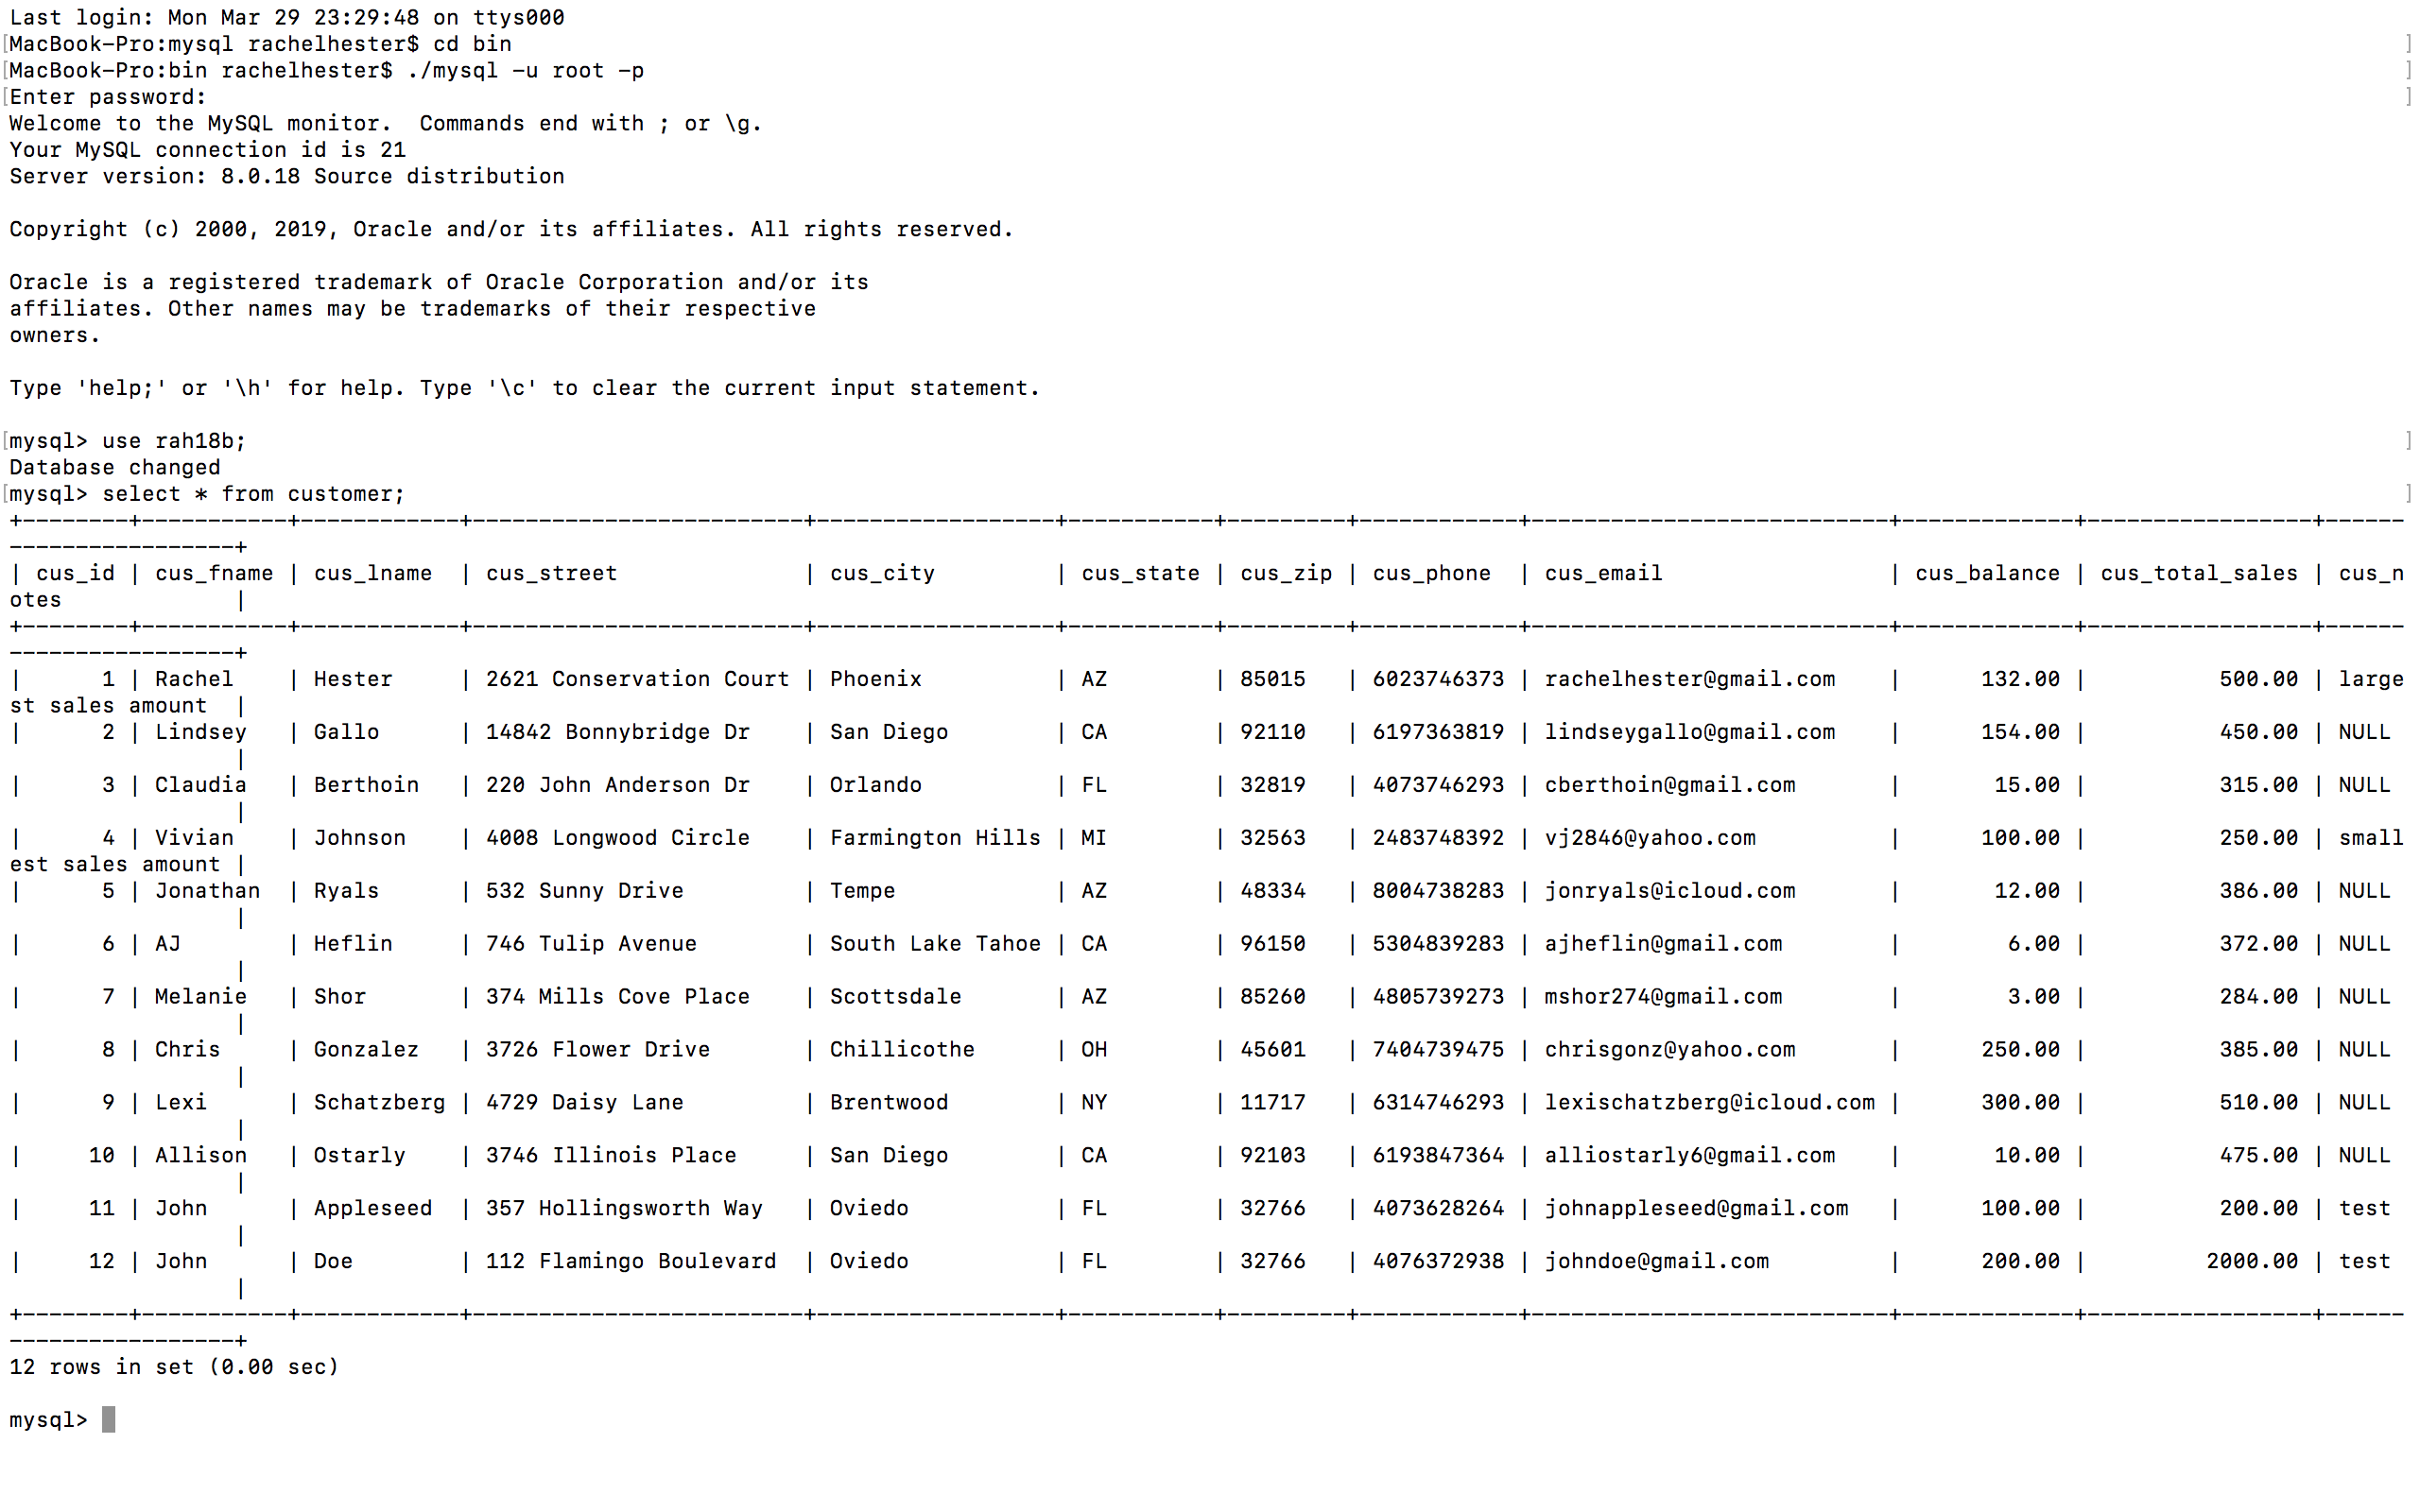 Last login: Mon Mar 29 23:29:48 on ttys000
[MacBook-Pro:mysql rachelhester$ cd bin ]
[MacBook-Pro:bin rachelhester$ ./mysql -u root -p ]
[Enter password: ]
Welcome to the MySQL monitor.  Commands end with ; or \g.
Your MySQL connection id is 21
Server version: 8.0.18 Source distribution

Copyright (c) 2000, 2019, Oracle and/or its affiliates. All rights reserved.

Oracle is a registered trademark of Oracle Corporation and/or its
affiliates. Other names may be trademarks of their respective
owners.

Type 'help;' or '\h' for help. Type '\c' to clear the current input statement.

[mysql> use rah18b; ]
Database changed
[mysql> select * from customer; ]
+--------+-----------+------------+-------------------------+------------------+-----------+---------+------------+---------------------------+-------------+-----------------+------
-----------------+
| cus_id | cus_fname | cus_lname  | cus_street              | cus_city         | cus_state | cus_zip | cus_phone  | cus_email                 | cus_balance | cus_total_sales | cus_n
otes             |
+--------+-----------+------------+-------------------------+------------------+-----------+---------+------------+---------------------------+-------------+-----------------+------
-----------------+
|      1 | Rachel    | Hester     | 2621 Conservation Court | Phoenix          | AZ        | 85015   | 6023746373 | rachelhester@gmail.com    |      132.00 |          500.00 | large
st sales amount  |
|      2 | Lindsey   | Gallo      | 14842 Bonnybridge Dr    | San Diego        | CA        | 92110   | 6197363819 | lindseygallo@gmail.com    |      154.00 |          450.00 | NULL
                 |
|      3 | Claudia   | Berthoin   | 220 John Anderson Dr    | Orlando          | FL        | 32819   | 4073746293 | cberthoin@gmail.com       |       15.00 |          315.00 | NULL
                 |
|      4 | Vivian    | Johnson    | 4008 Longwood Circle    | Farmington Hills | MI        | 32563   | 2483748392 | vj2846@yahoo.com          |      100.00 |          250.00 | small
est sales amount |
|      5 | Jonathan  | Ryals      | 532 Sunny Drive         | Tempe            | AZ        | 48334   | 8004738283 | jonryals@icloud.com       |       12.00 |          386.00 | NULL
                 |
|      6 | AJ        | Heflin     | 746 Tulip Avenue        | South Lake Tahoe | CA        | 96150   | 5304839283 | ajheflin@gmail.com        |        6.00 |          372.00 | NULL
                 |
|      7 | Melanie   | Shor       | 374 Mills Cove Place    | Scottsdale       | AZ        | 85260   | 4805739273 | mshor274@gmail.com        |        3.00 |          284.00 | NULL
                 |
|      8 | Chris     | Gonzalez   | 3726 Flower Drive       | Chillicothe      | OH        | 45601   | 7404739475 | chrisgonz@yahoo.com       |      250.00 |          385.00 | NULL
                 |
|      9 | Lexi      | Schatzberg | 4729 Daisy Lane         | Brentwood        | NY        | 11717   | 6314746293 | lexischatzberg@icloud.com |      300.00 |          510.00 | NULL
                 |
|     10 | Allison   | Ostarly    | 3746 Illinois Place     | San Diego        | CA        | 92103   | 6193847364 | alliostarly6@gmail.com    |       10.00 |          475.00 | NULL
                 |
|     11 | John      | Appleseed  | 357 Hollingsworth Way   | Oviedo           | FL        | 32766   | 4073628264 | johnappleseed@gmail.com   |      100.00 |          200.00 | test
                 |
|     12 | John      | Doe        | 112 Flamingo Boulevard  | Oviedo           | FL        | 32766   | 4076372938 | johndoe@gmail.com         |      200.00 |         2000.00 | test
                 |
+--------+-----------+------------+-------------------------+------------------+-----------+---------+------------+---------------------------+-------------+-----------------+------
-----------------+
12 rows in set (0.00 sec)

mysql>